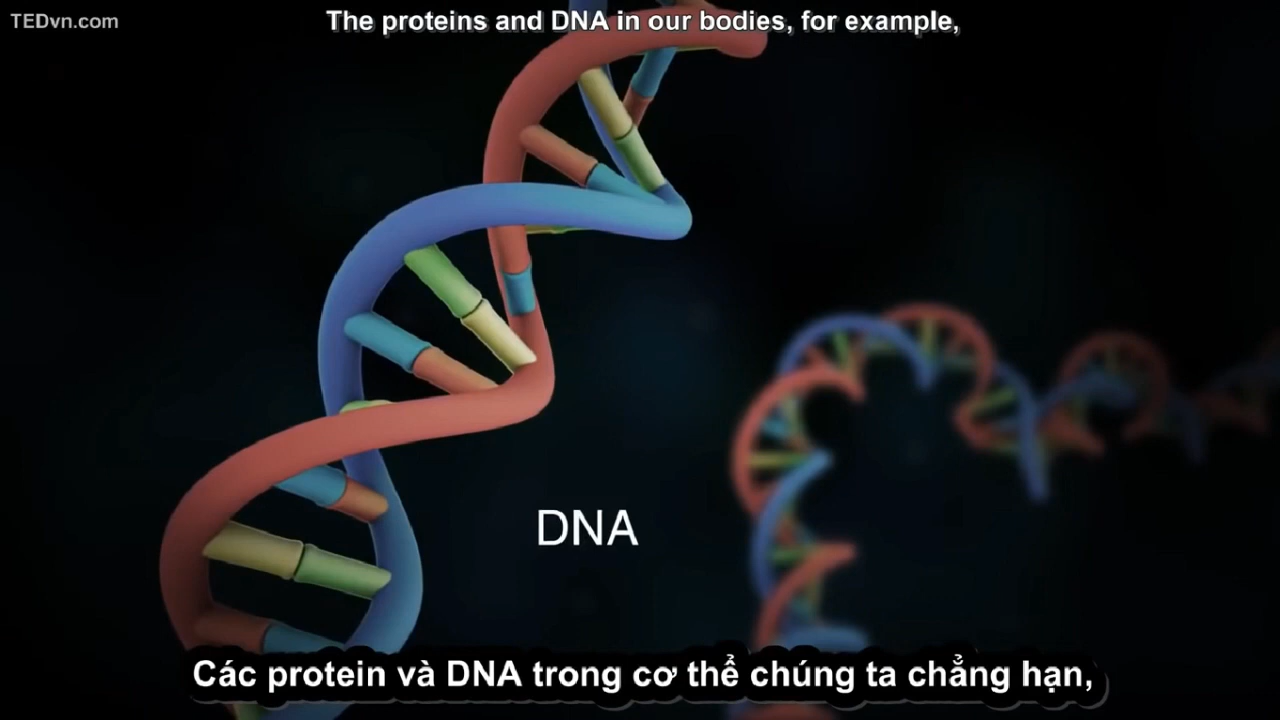 TEDvn.com
The proteins and DNA in our bodies, for example,
DNA
Các protein và DNA trong cơ thể chúng ta chẳng hạn,